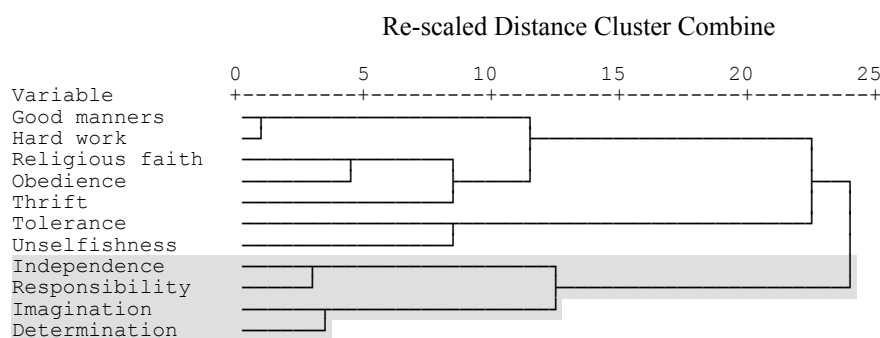 Re-scaled Distance Cluster Combine
0 5 10 15 20 25
Variable +---------+---------+---------+---------+---------+
Good manners
Hard work
Religious faith
Obedience
Thrift
Tolerance
Unselfishness
Independence
Responsibility
Imagination
Determination